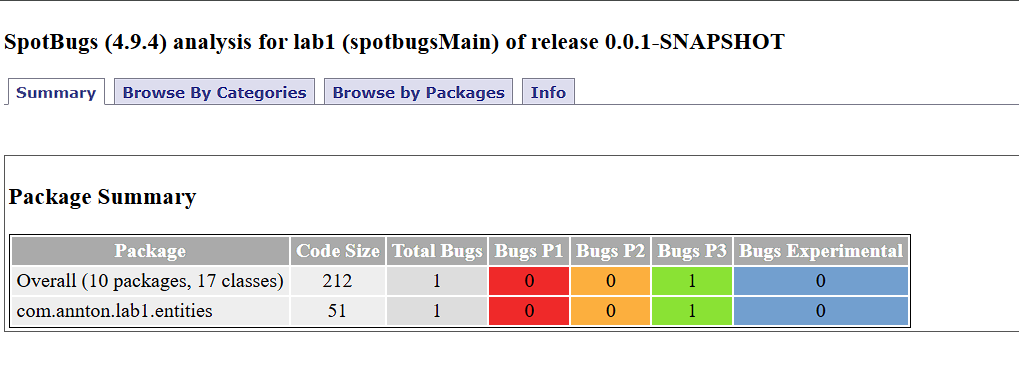 SpotBugs (4.9.4) analysis for lab1 (spotbugsMain) of release 0.0.1-SNAPSHOT
Summary Browse By Categories Browse by Packages Info
Package Summary
Package Code Size Total Bugs Bugs P1 Bugs P2 Bugs P3 Bugs Experimental
Overall (10 packages, 17 classes) 212 1 0 0 1 0
com.annton.lab1.entities 51 1 0 0 1 0